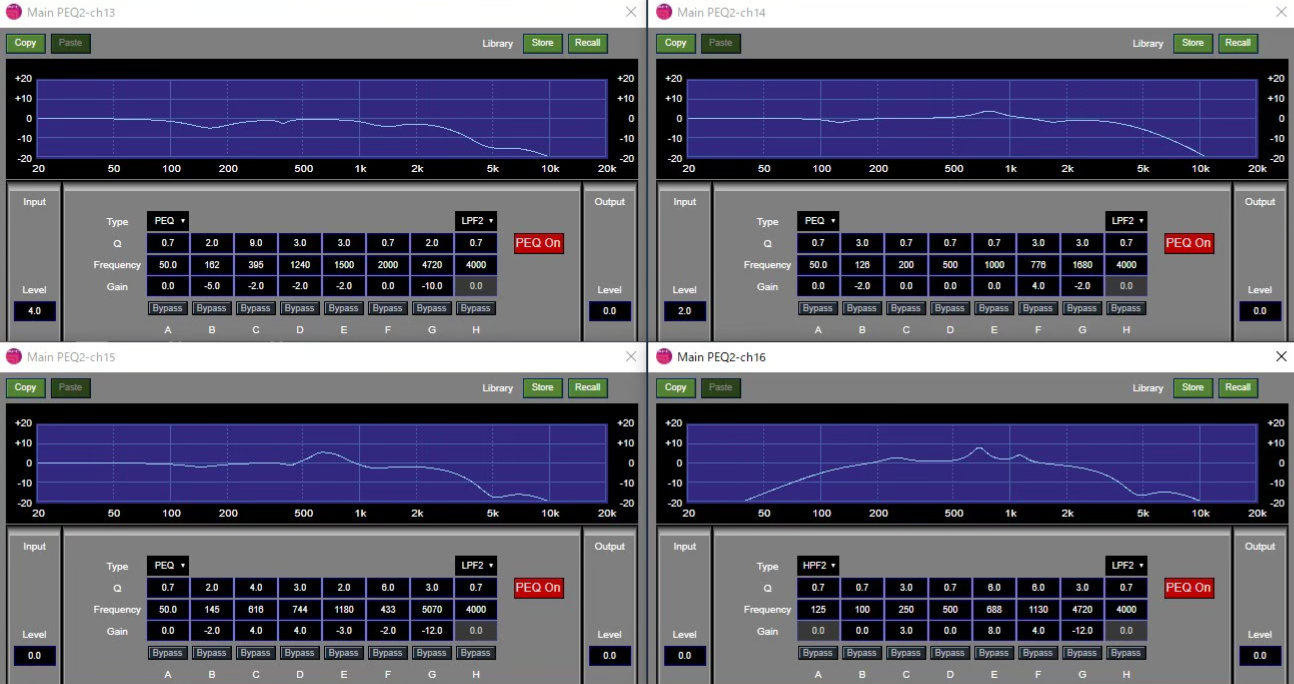 Main PEQ2-ch13
Copy Paste Library Store Recall
+20 +20
+10 +10
0 0
-10 -10
-20 -20
20 50 100 200 500 1k 2k 5k 10k 20k
Input Output
Type PEQ LPF2
Q 0.7 2.0 9.0 3.0 3.0 0.7 2.0 0.7 PEQ On
Frequency 50.0 162 395 1240 1500 2000 4720 4000
Level Gain 0.0 -5.0 -2.0 -2.0 -2.0 0.0 -10.0 0.0 Level
4.0 Bypass Bypass Bypass Bypass Bypass Bypass Bypass Bypass 0.0
A B C D E F G H
Main PEQ2-ch14
Copy Paste Library Store Recall
+20 +20
+10 +10
0 0
-10 -10
-20 -20
20 50 100 200 500 1k 2k 5k 10k 20k
Input Output
Type PEQ LPF2
Q 0.7 3.0 0.7 0.7 0.7 3.0 3.0 0.7 PEQ On
Frequency 50.0 126 200 500 1000 776 1680 4000
Level Gain 0.0 -2.0 0.0 0.0 0.0 4.0 -2.0 0.0 Level
2.0 Bypass Bypass Bypass Bypass Bypass Bypass Bypass Bypass 0.0
A B C D E F G H
Main PEQ2-ch15
Copy Paste Library Store Recall
+20 +20
+10 +10
0 0
-10 -10
-20 -20
20 50 100 200 500 1k 2k 5k 10k 20k
Input Output
Type PEQ LPF2
Q 0.7 2.0 4.0 3.0 2.0 6.0 3.0 0.7 PEQ On
Frequency 50.0 145 616 744 1180 433 5070 4000
Level Gain 0.0 -2.0 4.0 4.0 -3.0 -2.0 -12.0 0.0 Level
0.0 Bypass Bypass Bypass Bypass Bypass Bypass Bypass Bypass 0.0
A B C D E F G H
Main PEQ2-ch16
Copy Paste Library Store Recall
+20 +20
+10 +10
0 0
-10 -10
-20 -20
20 50 100 200 500 1k 2k 5k 10k 20k
Input Output
Type HPF2 LPF2
Q 0.7 0.7 3.0 0.7 6.0 6.0 3.0 0.7 PEQ On
Frequency 125 100 250 500 688 1130 4720 4000
Level Gain 0.0 0.0 3.0 0.0 8.0 4.0 -12.0 0.0 Level
0.0 Bypass Bypass Bypass Bypass Bypass Bypass Bypass Bypass 0.0
A B C D E F G H